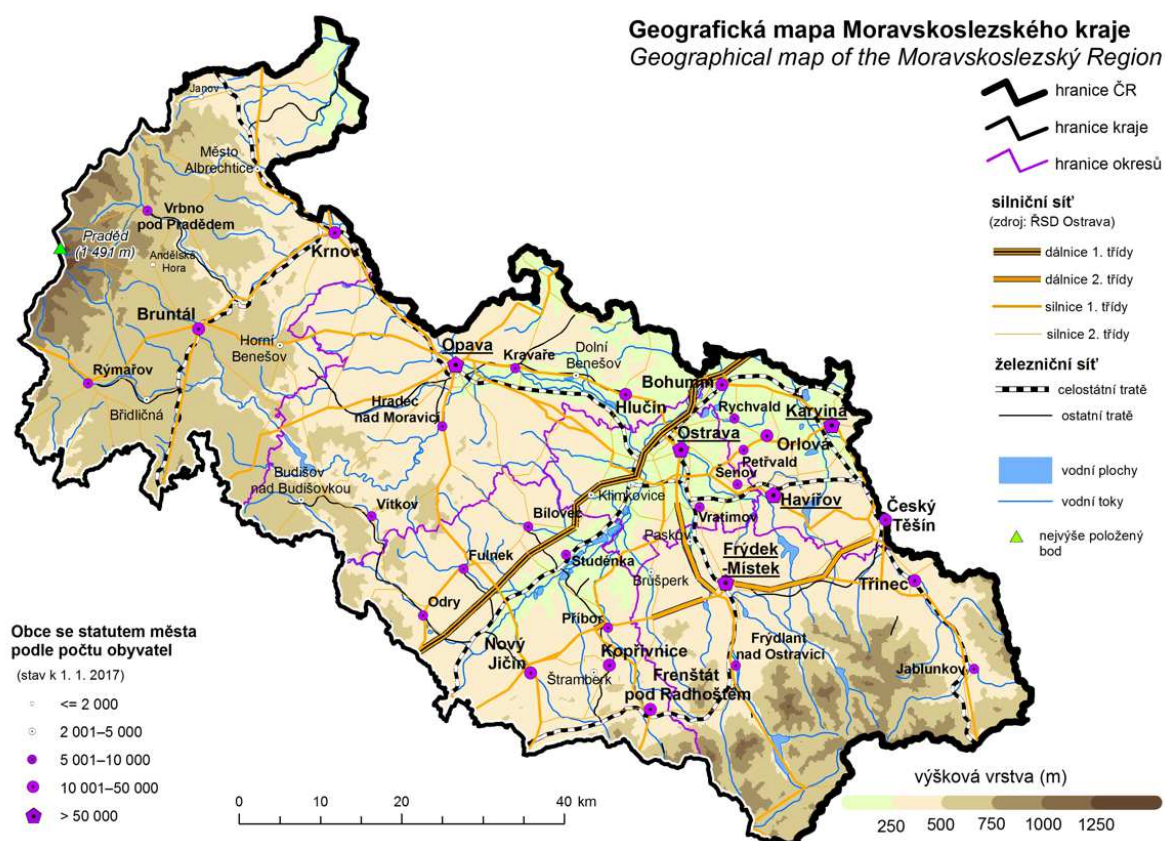 Geografická mapa Moravskoslezského kraje
Geographical map of the Moravskoslezský Region
hranice ČR
hranice kraje
hranice okresů
silniční síť
(zdroj: ŘSD Ostrava)
dálnice 1. třídy
dálnice 2. třídy
silnice 1. třídy
silnice 2. třídy
železniční síť
celostátní tratě
ostatní tratě
vodní plochy
vodní toky
nejvýše položený
bod
Janov
Město
Albrechtice
Vrbno
pod Pradědem
Praděd
(1 491 m)
Andělská
Hora
Krnov
Bruntál
Horní
Benešov
Rýmařov
Břidličná
Opava
Kravaře
Dolní
Benešov
Hlučín
Bohumín
Rychvald
Karviná
Hradec
nad Moravicí
Ostrava
Orlová
Petřvald
Šenov
Havířov
Budišov
nad Budišovkou
Klimkovice
Vítkov
Bílovec
Vratimov
Český
Těšín
Paskov
Fulnek
Studénka
Brušperk
Frýdek
-Místek
Třinec
Odry
Příbor
Nový
Jičín
Kopřivnice
Štramberk
Frýdlant
nad Ostravicí
Frenštát
pod Radhoštěm
Jablunkov
Obce se statutem města
podle počtu obyvatel
(stav k 1. 1. 2017)
<= 2 000
2 001–5 000
5 001–10 000
10 001–50 000
> 50 000
0 10 20 40 km
výšková vrstva (m)
250 500 750 1000 1250